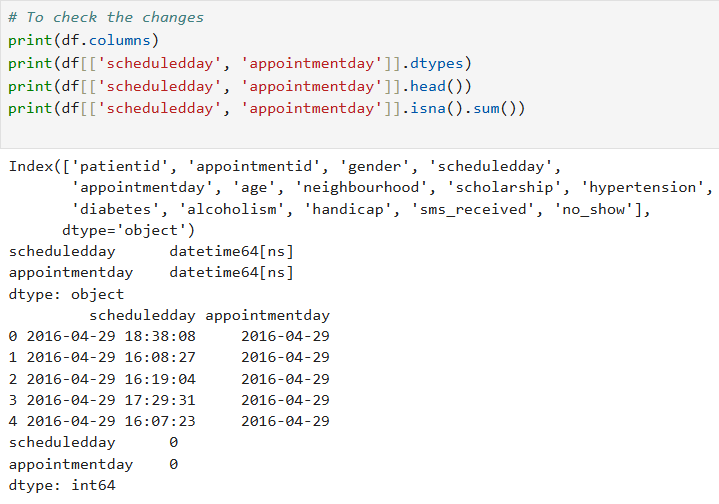 # To check the changes
print(df.columns)
print(df[['scheduledday', 'appointmentday']].dtypes)
print(df[['scheduledday', 'appointmentday']].head())
print(df[['scheduledday', 'appointmentday']].isna().sum())
Index(['patientid', 'appointmentid', 'gender', 'scheduledday',
       'appointmentday', 'age', 'neighbourhood', 'scholarship', 'hypertension',
       'diabetes', 'alcoholism', 'handicap', 'sms_received', 'no_show'],
      dtype='object')
scheduledday      datetime64[ns]
appointmentday    datetime64[ns]
dtype: object
         scheduledday appointmentday
0 2016-04-29 18:38:08     2016-04-29
1 2016-04-29 16:08:27     2016-04-29
2 2016-04-29 16:19:04     2016-04-29
3 2016-04-29 17:29:31     2016-04-29
4 2016-04-29 16:07:23     2016-04-29
scheduledday      0
appointmentday    0
dtype: int64